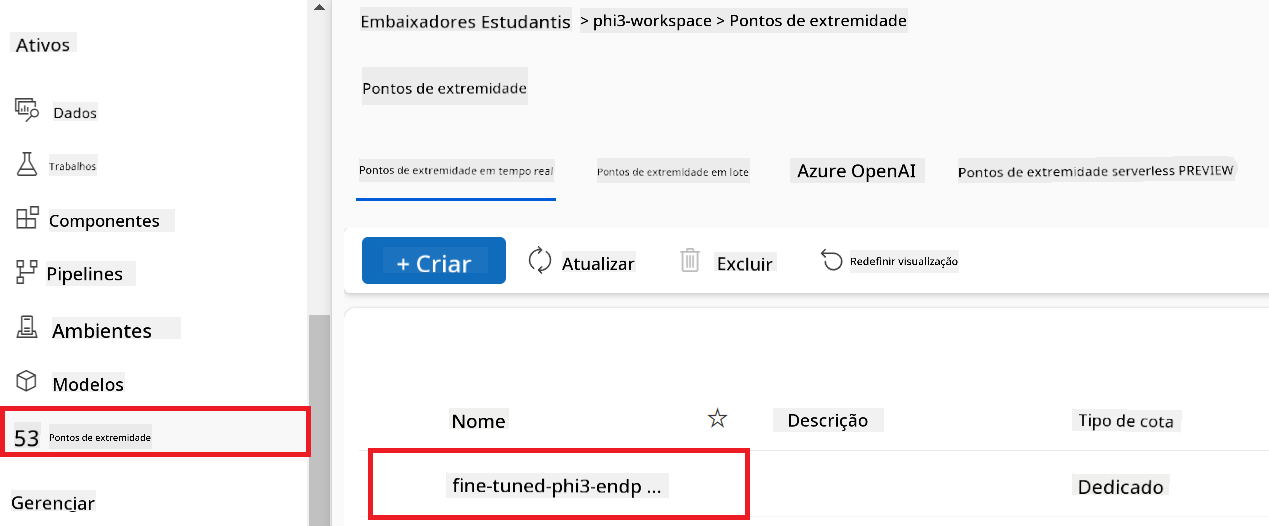 Ativos
Dados
Trabalhos
Componentes
Pipelines
Ambientes
Modelos
53 Pontos de extremidade
Gerenciar
Embaixadores Estudantis > phi3-workspace > Pontos de extremidade
Pontos de extremidade
Pontos de extremidade em tempo real Pontos de extremidade em lote Azure OpenAI Pontos de extremidade serverless PREVIEW
+ Criar Atualizar Excluir Redefinir visualização
Nome Descrição Tipo de cota
fine-tuned-phi3-endp ... Dedicado